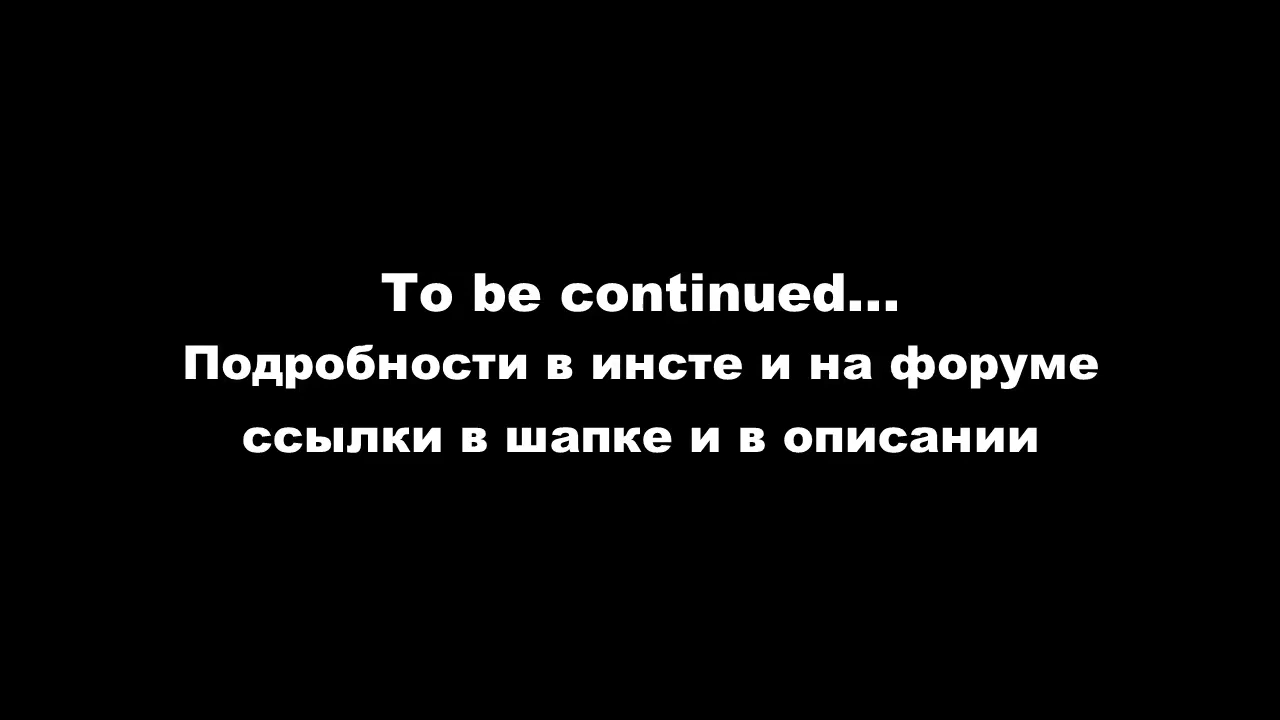 To be continued...
Подробности в инсте и на форуме
ссылки в шапке и в описании